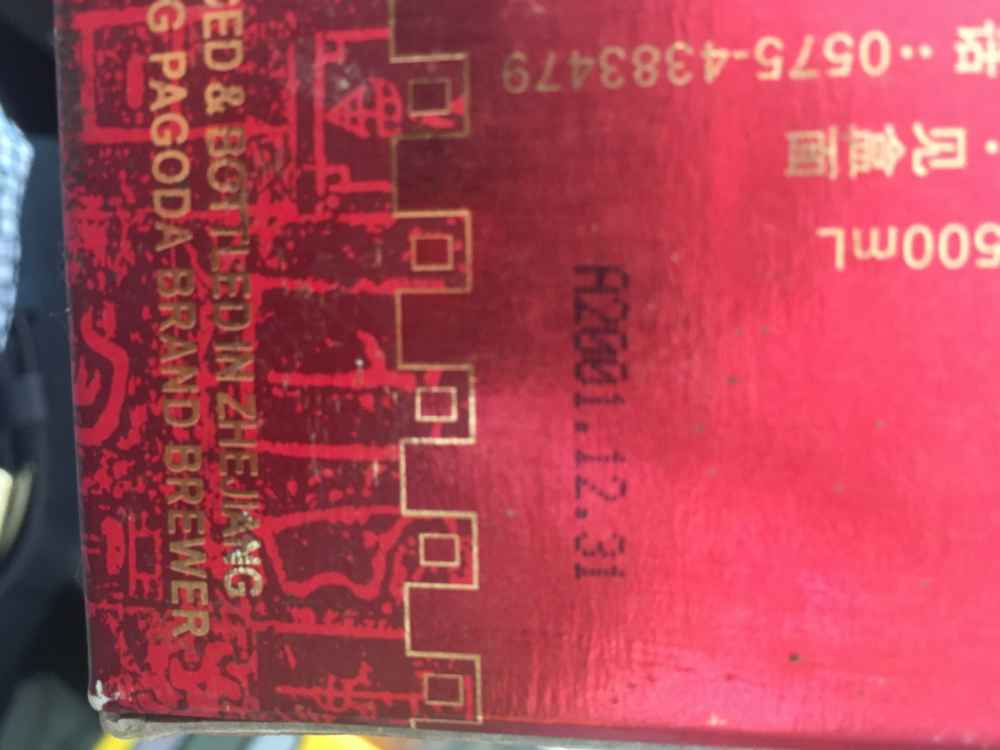 CED & BOTTLED IN ZHEJIANG
G PAGODA BRAND BREWER
500mL
:见盒面
话:0575-4383479
A2001.12.31